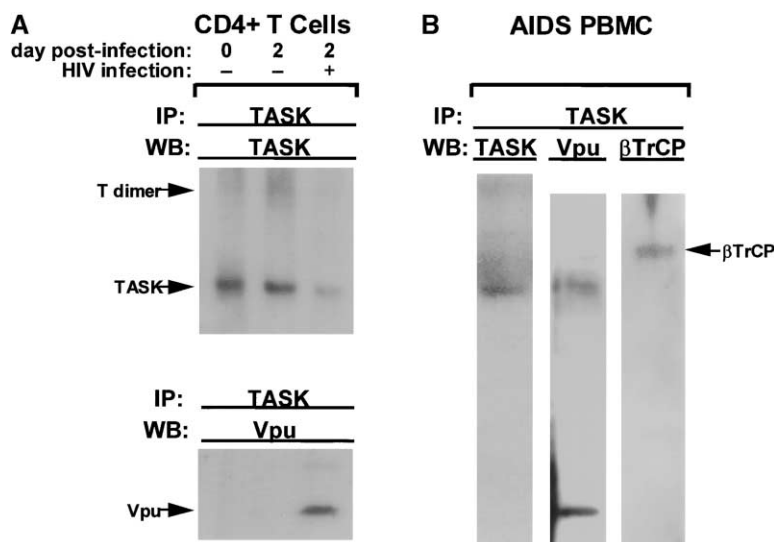 A
CD4+ T Cells
day post-infection: 0 2 2
HIV infection: – – +
IP: TASK
WB: TASK
T dimer
TASK
IP: TASK
WB: Vpu
Vpu
B
AIDS PBMC
IP: TASK
WB: TASK Vpu βTrCP
βTrCP